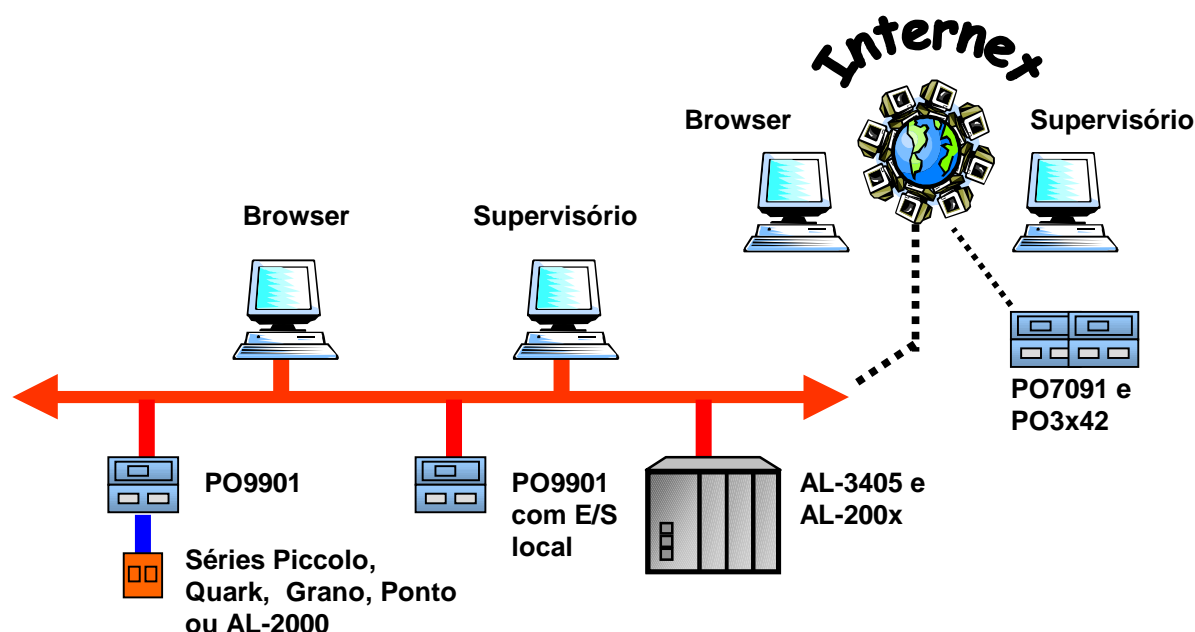 Internet
Browser
Supervisório
Browser
Supervisório
PO7091 e
PO3x42
PO9901
PO9901
com E/S
local
AL-3405 e
AL-200x
Séries Piccolo,
Quark, Grano, Ponto
ou AL-2000